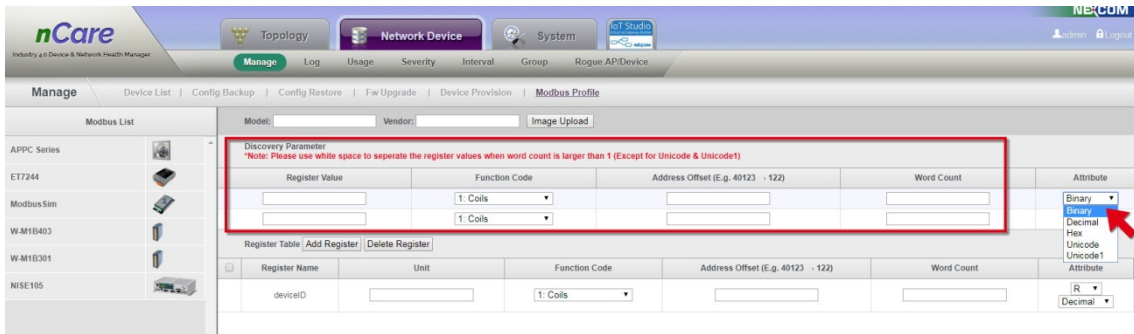 NEXCOM
nCare
Industry 4.0 Device & Network Health Manager
Topology
Network Device
System
IoT Studio
admin
Logout
Manage Log Usage Severity Interval Group Rogue AP/Device
Manage
Device List | Config Backup | Config Restore | Fw Upgrade | Device Provision | Modbus Profile
Modbus List
APPC Series
ET7244
ModbusSim
W-M1B403
W-M1B301
NISE105
Model:
Vendor:
Image Upload
Discovery Parameter
*Note: Please use white space to seperate the register values when word count is larger than 1 (Except for Unicode & Unicode1)
Register Value Function Code Address Offset (E.g. 40123 - 122) Word Count Attribute
1: Coils
Binary
1: Coils
Binary
Decimal
Hex
Unicode
Unicode1
Register Table Add Register Delete Register
Register Name Unit Function Code Address Offset (E.g. 40123 - 122) Word Count Attribute
deviceID
1: Coils
R
Decimal